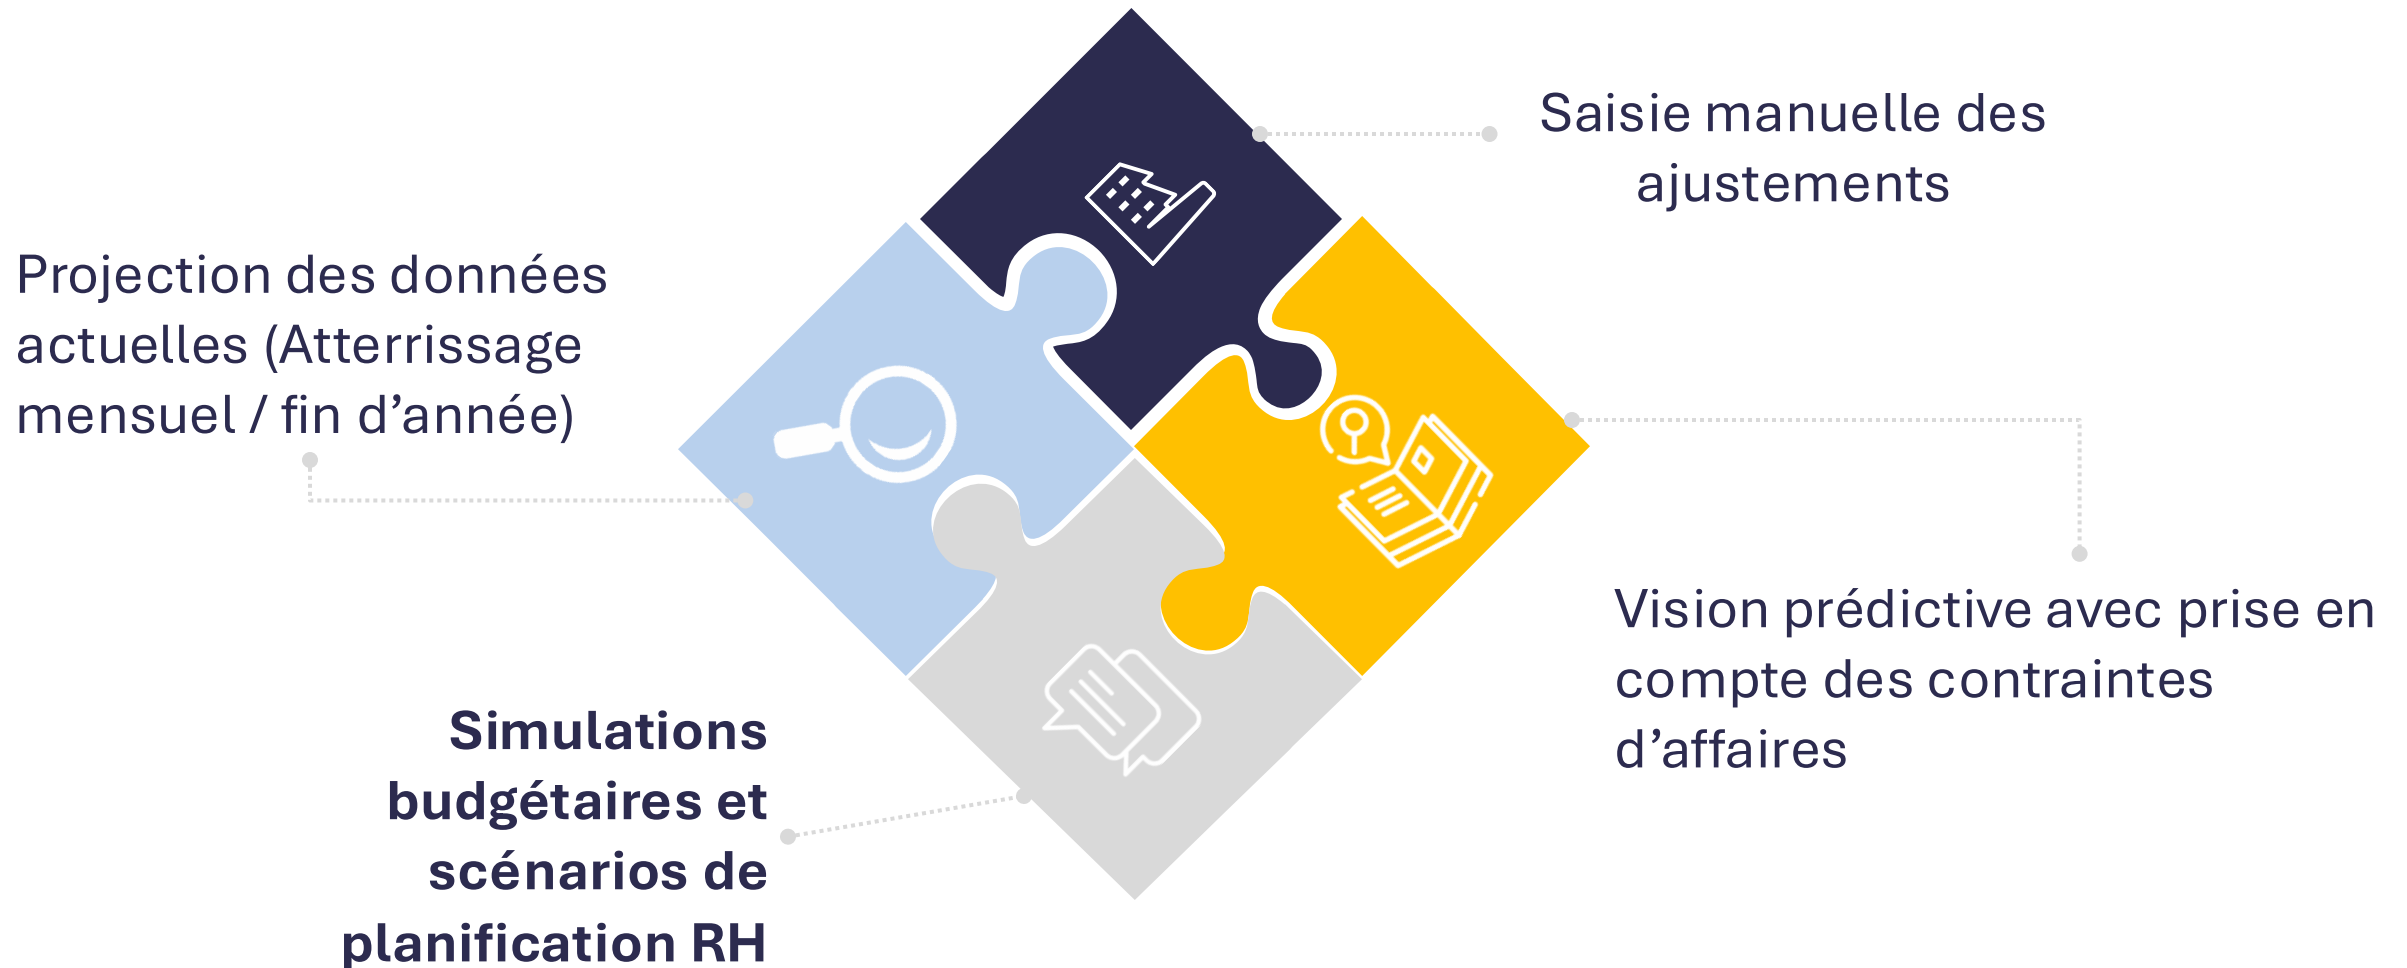 Saisie manuelle des
ajustements
Projection des données
actuelles (Atterrissage
mensuel / fin d’année)
Vision prédictive avec prise en
compte des contraintes
d’affaires
Simulations
budgétaires et
scénarios de
planification RH